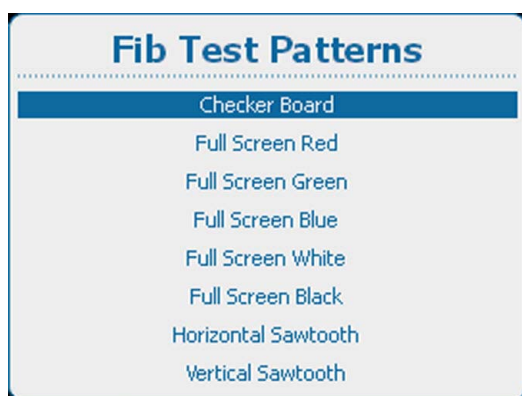 Fib Test Patterns
Checker Board
Full Screen Red
Full Screen Green
Full Screen Blue
Full Screen White
Full Screen Black
Horizontal Sawtooth
Vertical Sawtooth